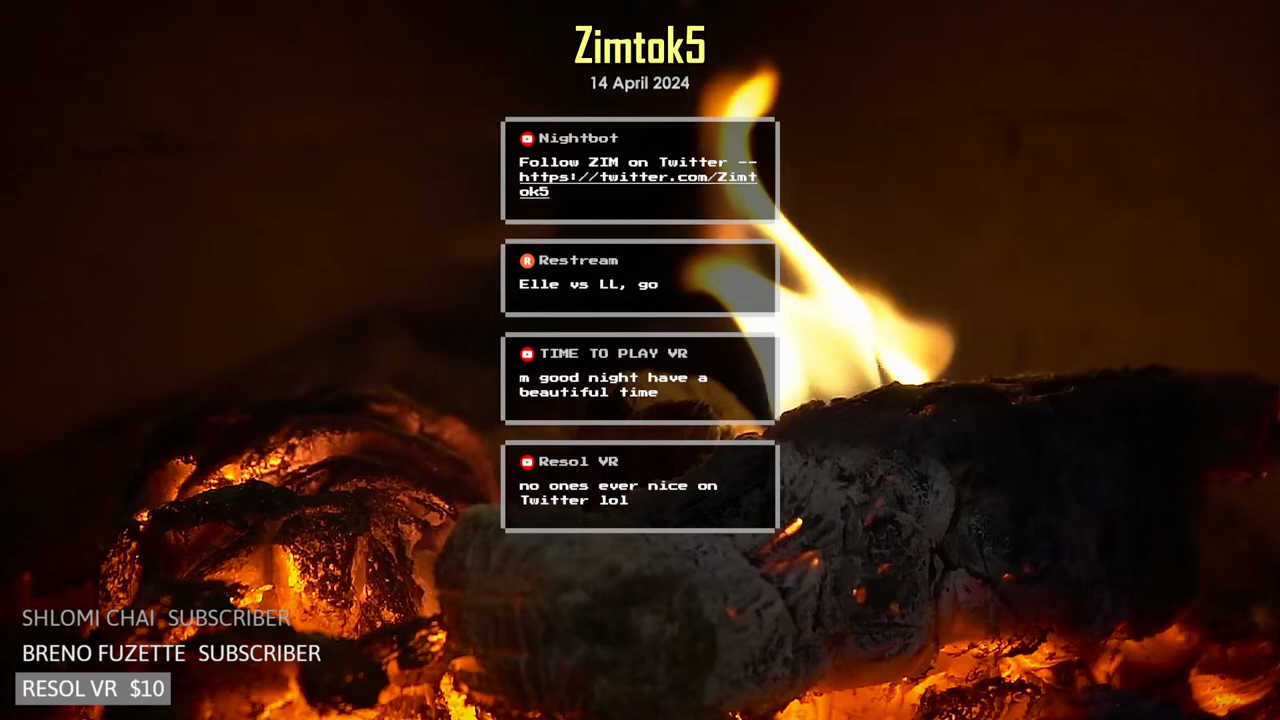 Zimtok5
14 April 2024
Nightbot
Follow ZIM on Twitter --
https://twitter.com/Zimt
ok5
R Restream
Elle vs LL, go
TIME TO PLAY VR
m good night have a
beautiful time
Resol VR
no ones ever nice on
Twitter lol
SHLOMI CHAI SUBSCRIBER
BRENO FUZETTE SUBSCRIBER
RESOL VR $10